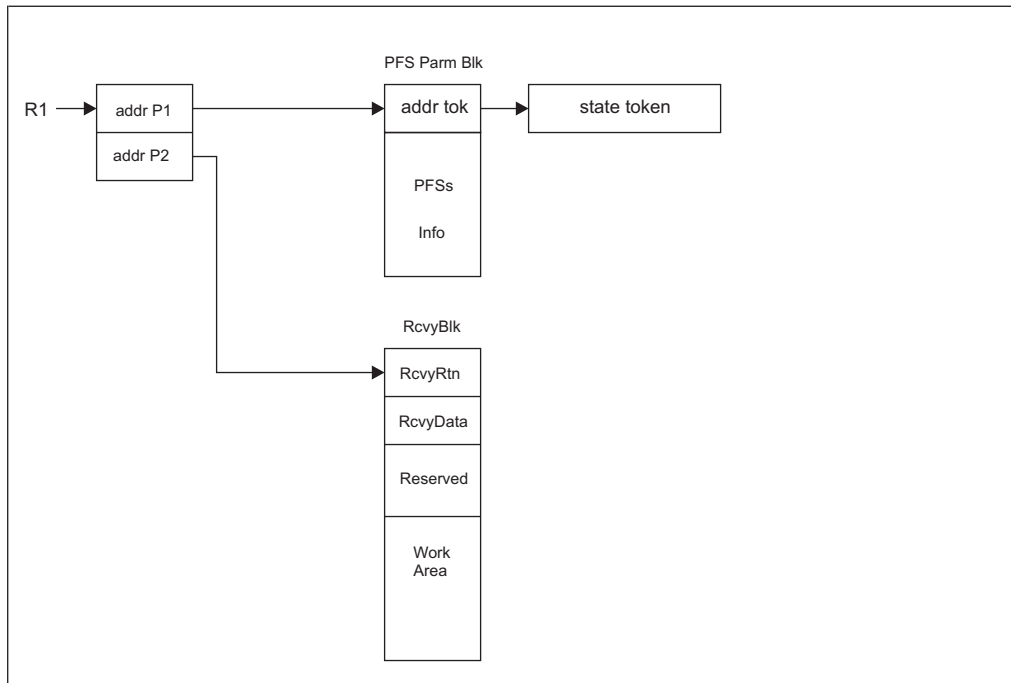 PFS Parm Blk
R1
addr P1
addr tok
state token
addr P2
PFSs
Info
RcvyBlk
RcvyRtn
RcvyData
Reserved
Work
Area